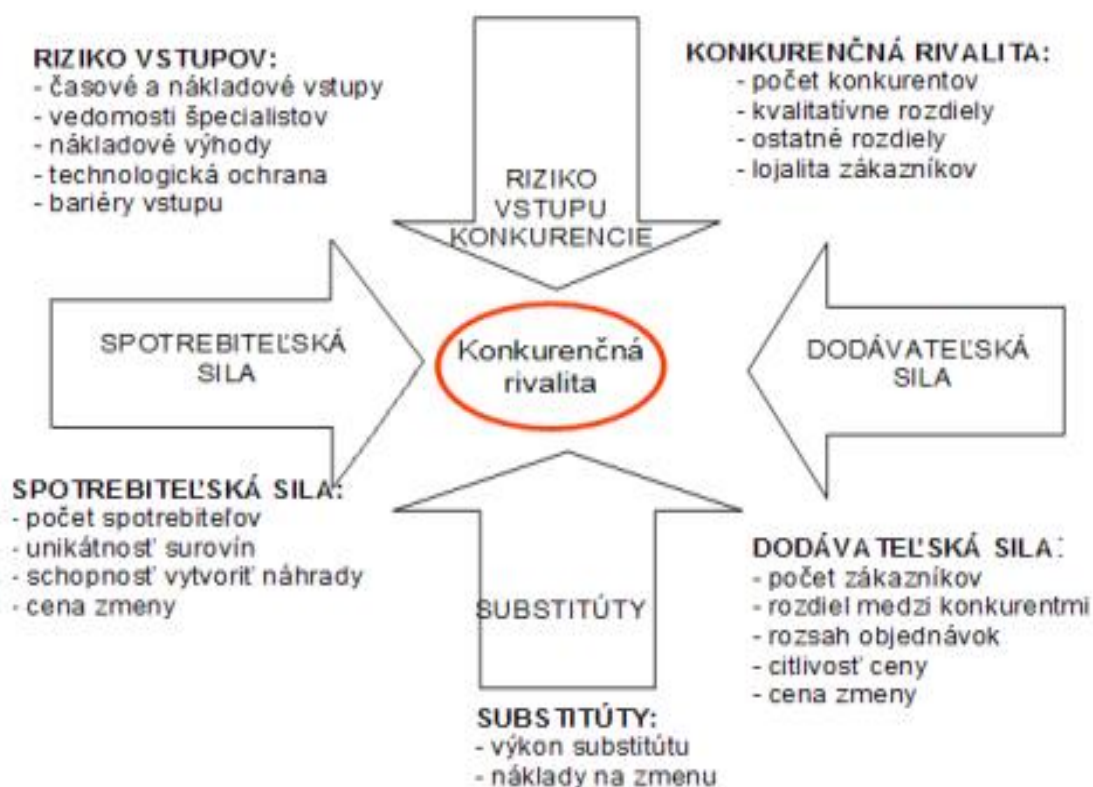 RIZIKO VSTUPOV:
- časové a nákladové vstupy
- vedomosti špecialistov
- nákladové výhody
- technologická ochrana
- bariéry vstupu
RIZIKO
VSTUPU
KONKURENCIE
KONKURENČNÁ RIVALITA:
- počet konkurentov
- kvalitatívne rozdiely
- ostatné rozdiely
- lojalita zákazníkov
SPOTREBITEĽSKÁ
SILA
Konkurenčná
rivalita
DODÁVATEĽSKÁ
SILA
SPOTREBITEĽSKÁ SILA:
- počet spotrebiteľov
- unikátnosť surovín
- schopnosť vytvoriť náhrady
- cena zmeny
SUBSTITÚTY
DODÁVATEĽSKÁ SILA:
- počet zákazníkov
- rozdiel medzi konkurentmi
- rozsah objednávok
- citlivosť ceny
- cena zmeny
SUBSTITÚTY:
- výkon substitútu
- náklady na zmenu